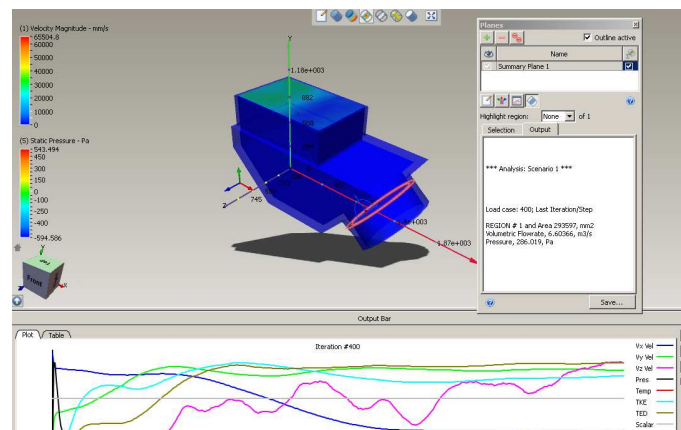 (1) Velocity Magnitude - mm/s
65504.8
60000
50000
40000
30000
20000
10000
0
(5) Static Pressure - Pa
543.494
450
300
150
0
-100
-250
-400
-594.586
Y
1.18e+003
882
Z
745
1.87e+003
Front
X
Planes
Outline active
Name
Summary Plane 1
Highlight region: None of 1
Selection Output
*** Analysis: Scenario 1 ***
Load case: 400; Last Iteration/Step
REGION # 1 and Area 293597, mm2
Volumetric Flowrate, 6.60366, m3/s
Pressure, 286.019, Pa
Save...
Output Bar
Plot Table
Iteration #400
Vx Vel
Vy Vel
Vz Vel
Pres
Temp
TKE
TED
Scalar